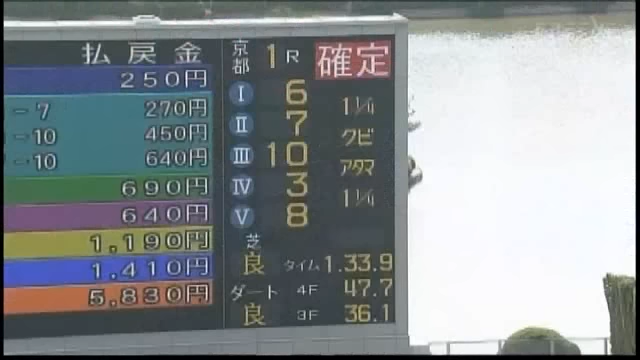 払戻金
250円
-7 270円
-10 450円
-10 640円
690円
640円
1,190円
1,410円
5,830円
京都 1R 確定
I 6
1 1/4
II 7
クビ
III 10
アタマ
IV 3
1 1/4
V 8
芝
良 タイム 1.33.9
ダート 4F 47.7
良 3F 36.1